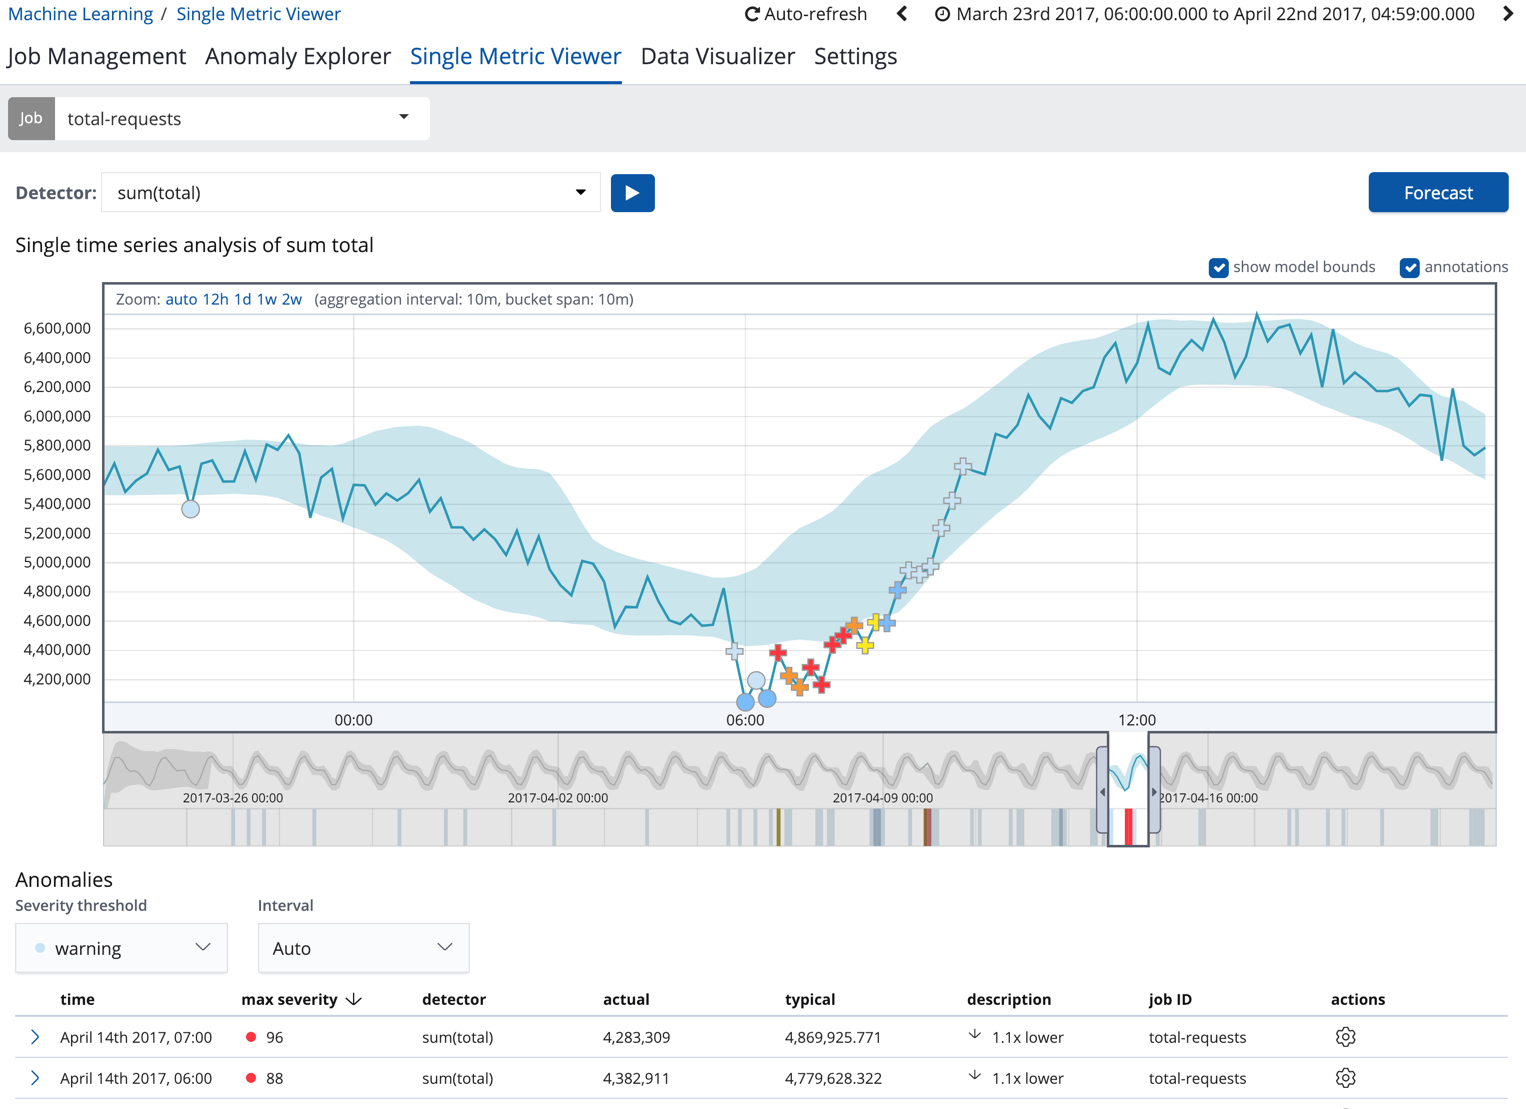 Machine Learning / Single Metric Viewer
Auto-refresh
March 23rd 2017, 06:00:00.000 to April 22nd 2017, 04:59:00.000
Job Management Anomaly Explorer Single Metric Viewer Data Visualizer Settings
Job total-requests
Detector: sum(total)
Forecast
Single time series analysis of sum total
show model bounds annotations
Zoom: auto 12h 1d 1w 2w (aggregation interval: 10m, bucket span: 10m)
6,600,000
6,400,000
6,200,000
6,000,000
5,800,000
5,600,000
5,400,000
5,200,000
5,000,000
4,800,000
4,600,000
4,400,000
4,200,000
00:00 06:00 12:00
2017-03-26 00:00 2017-04-02 00:00 2017-04-09 00:00 2017-04-16 00:00
Anomalies
Severity threshold Interval
warning Auto
time max severity detector actual typical description job ID actions
April 14th 2017, 07:00 96 sum(total) 4,283,309 4,869,925.771 1.1x lower total-requests
April 14th 2017, 06:00 88 sum(total) 4,382,911 4,779,628.322 1.1x lower total-requests